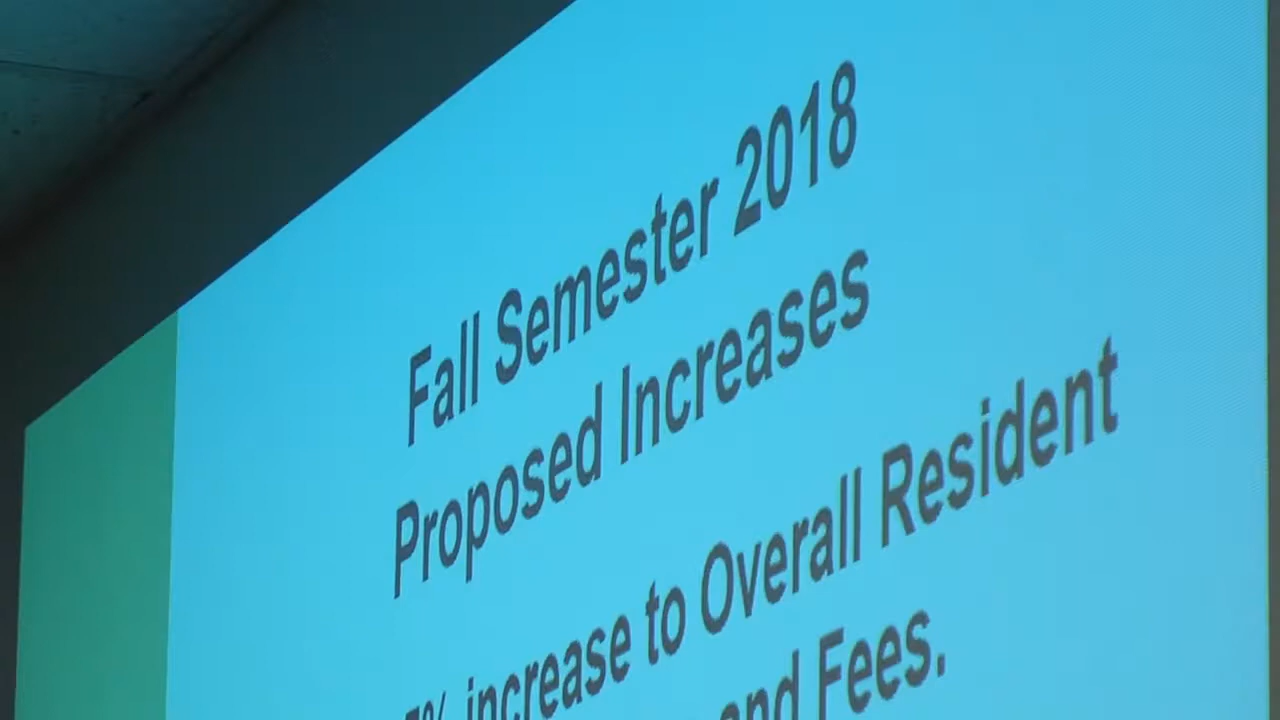 Fall Semester 2018
Proposed Increases
% increase to Overall Resident
and Fees.